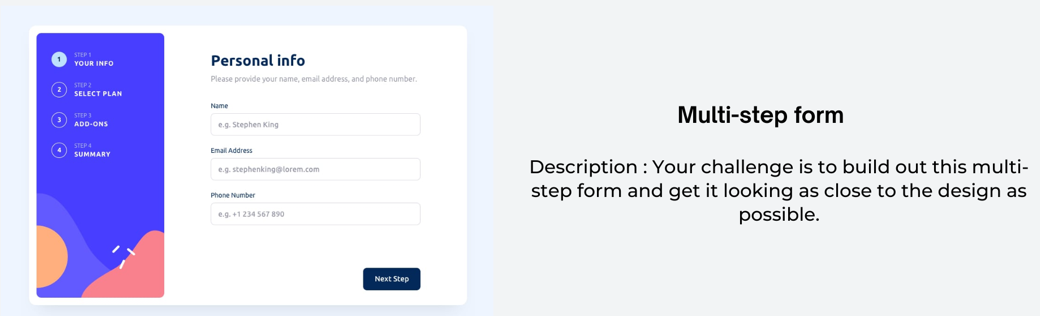 1
STEP 1
YOUR INFO
2
STEP 2
SELECT PLAN
3
STEP 3
ADD-ONS
4
STEP 4
SUMMARY
Personal info
Please provide your name, email address, and phone number.
Name
e.g. Stephen King
Email Address
e.g. stephenking@lorem.com
Phone Number
e.g. +1 234 567 890
Next Step
Multi-step form
Description : Your challenge is to build out this multi-
step form and get it looking as close to the design as
possible.